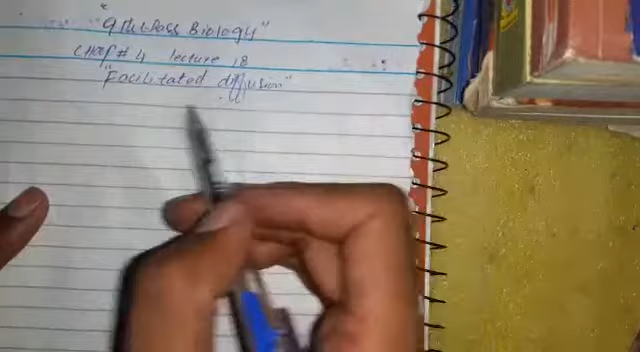 "9th class Biology"
Chap# 4 lecture 18
"Facilitated diffusion"